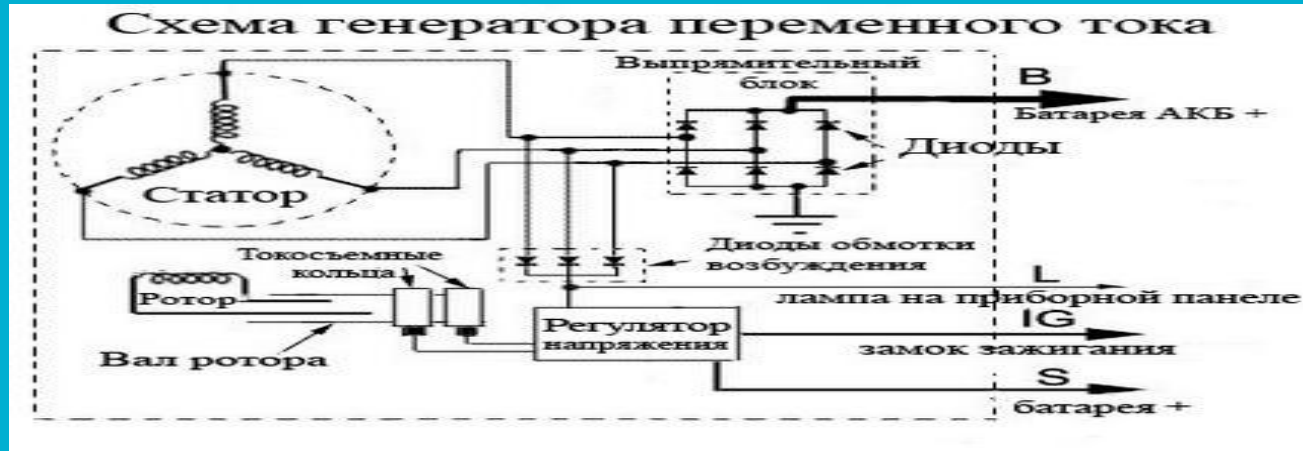 Схема генератора переменного тока
Выпрямительный
блок
B
Батарея АКБ +
Диоды
Статор
Токосъемные
кольца
Диоды обмотки
возбуждения
L
лампа на приборной панеле
Ротор
Регулятор
напряжения
IG
замок зажигания
Вал ротора
S
батарея +